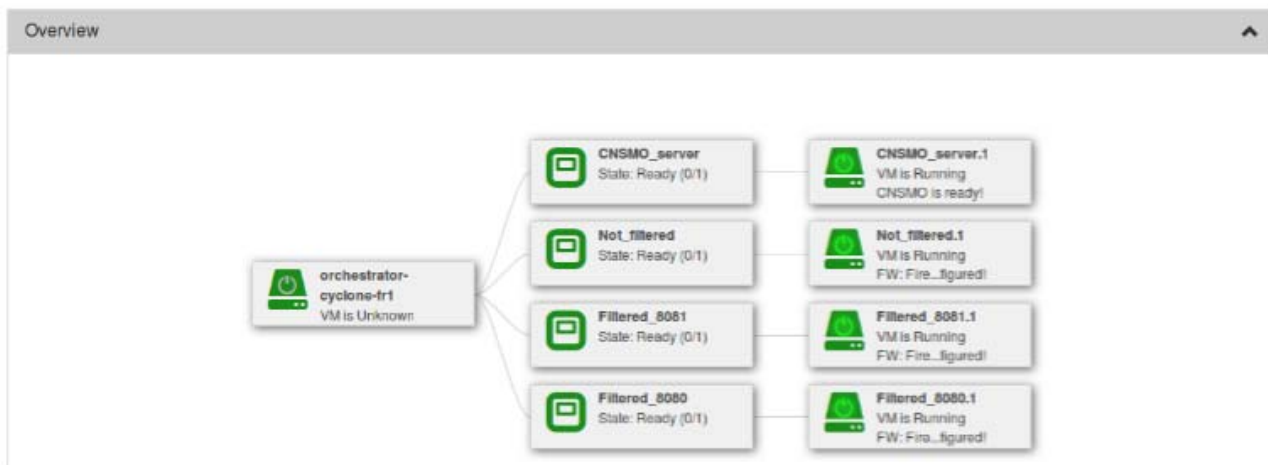 Overview
CNSMO_server
State: Ready (0/1)
CNSMO_server.1
VM is Running
CNSMO is ready!
Not_filtered
State: Ready (0/1)
Not_filtered.1
VM is Running
FW: Fire...figured!
orchestrator-
cyclone-fr1
VM is Unknown
Filtered_8081
State: Ready (0/1)
Filtered_8081.1
VM is Running
FW: Fire...figured!
Filtered_8080
State: Ready (0/1)
Filtered_8080.1
VM is Running
FW: Fire...figured!